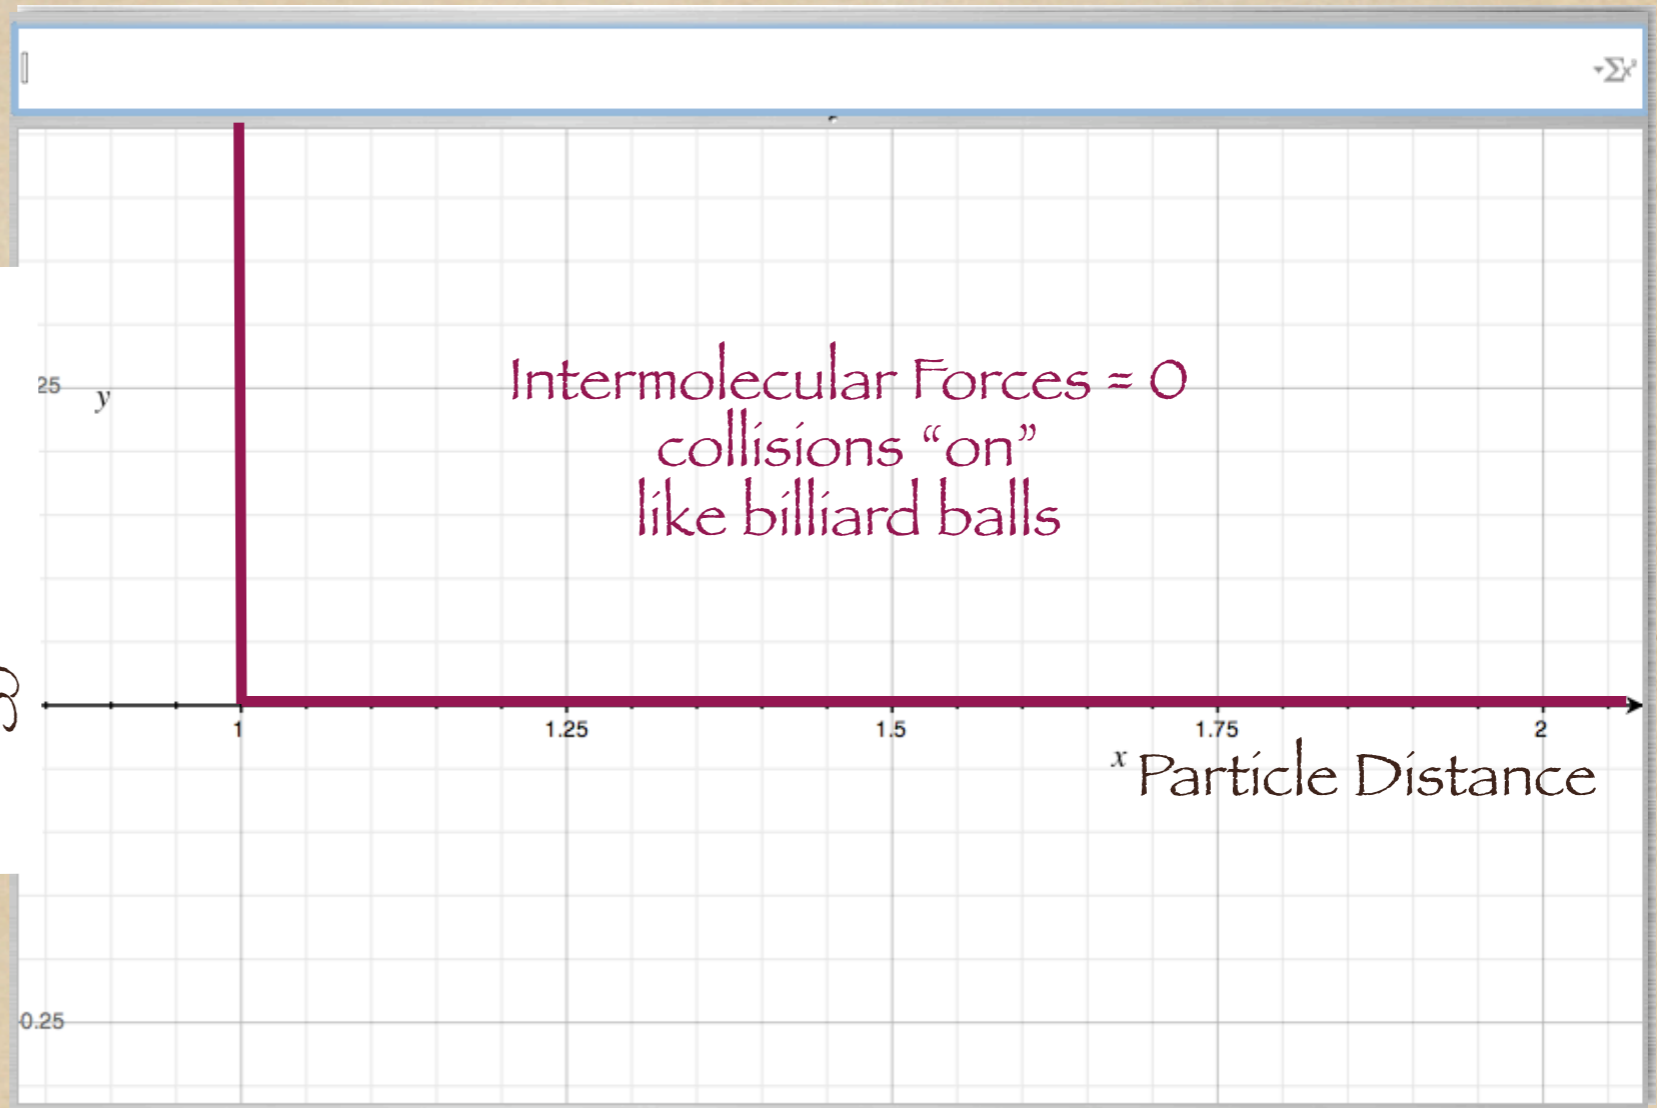 Σx²
25
y
Intermolecular Forces = 0
collisions “on”
like billiard balls
1 1.25 1.5 1.75 2
x Particle Distance
0.25